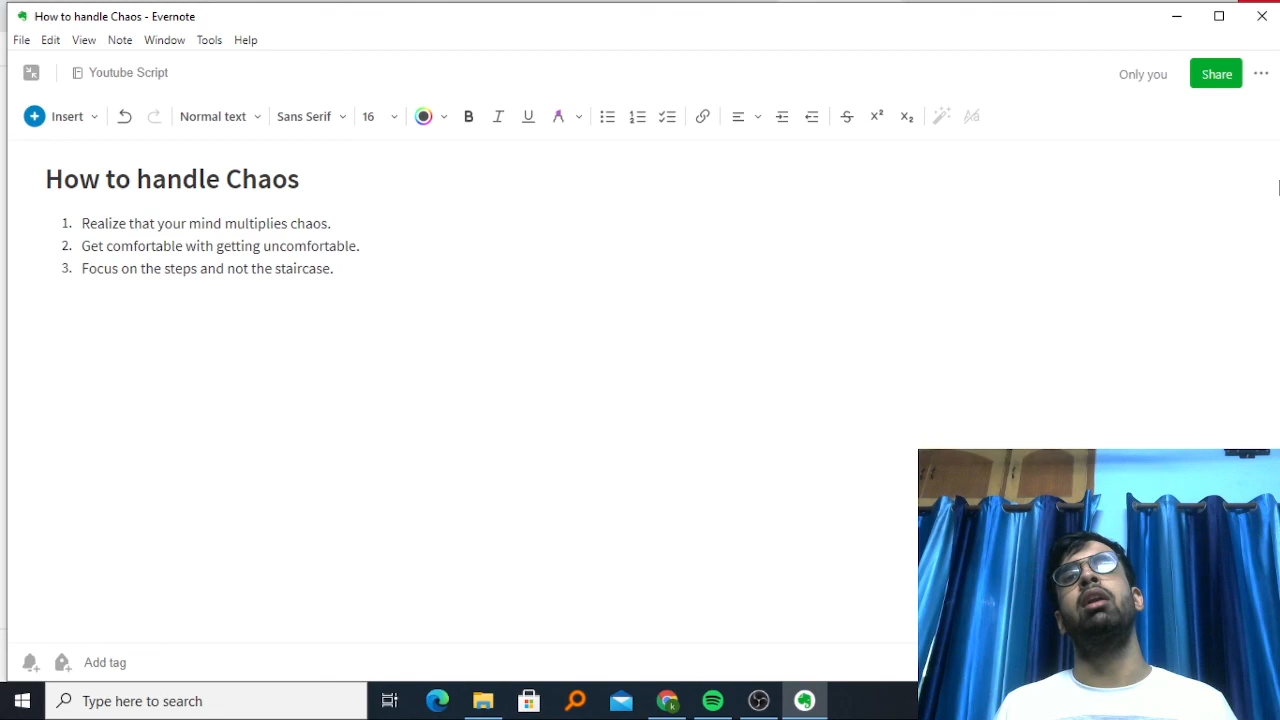 How to handle Chaos - Evernote
File Edit View Note Window Tools Help
Youtube Script
Only you
Share
Insert
Normal text
Sans Serif
16
B I U
x²
x₂
How to handle Chaos
1. Realize that your mind multiplies chaos.
2. Get comfortable with getting uncomfortable.
3. Focus on the steps and not the staircase.
Add tag
Type here to search
k